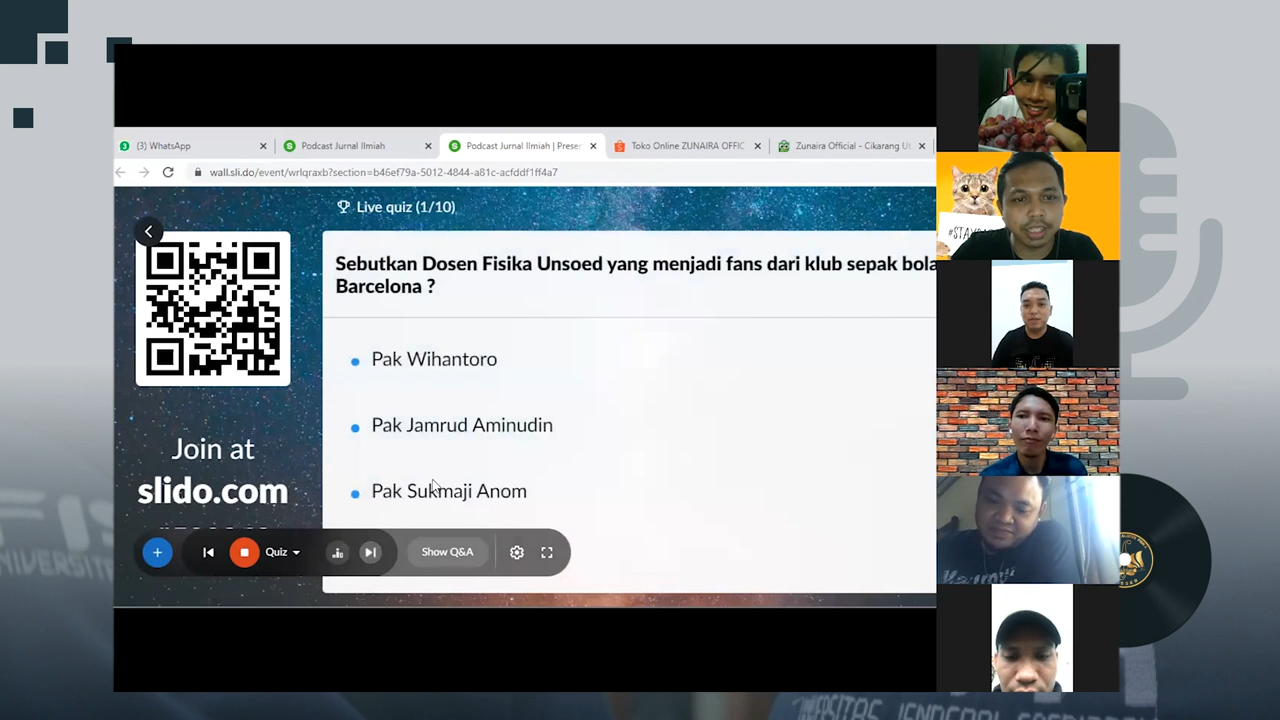 (3) WhatsApp
Podcast Jurnal Ilmiah
Podcast Jurnal Ilmiah | Preser
Toko Online ZUNAIRA OFFIC
Zunaira Official - Cikarang Ut
wall.sli.do/event/wrlqraxb?section=b46ef79a-5012-4844-a81c-acfddf1ff4a7
Live quiz (1/10)
Sebutkan Dosen Fisika Unsoed yang menjadi fans dari klub sepak bola
Barcelona ?
Pak Wihantoro
Pak Jamrud Aminudin
Pak Sukmaji Anom
Join at
slido.com
Quiz
Show Q&A